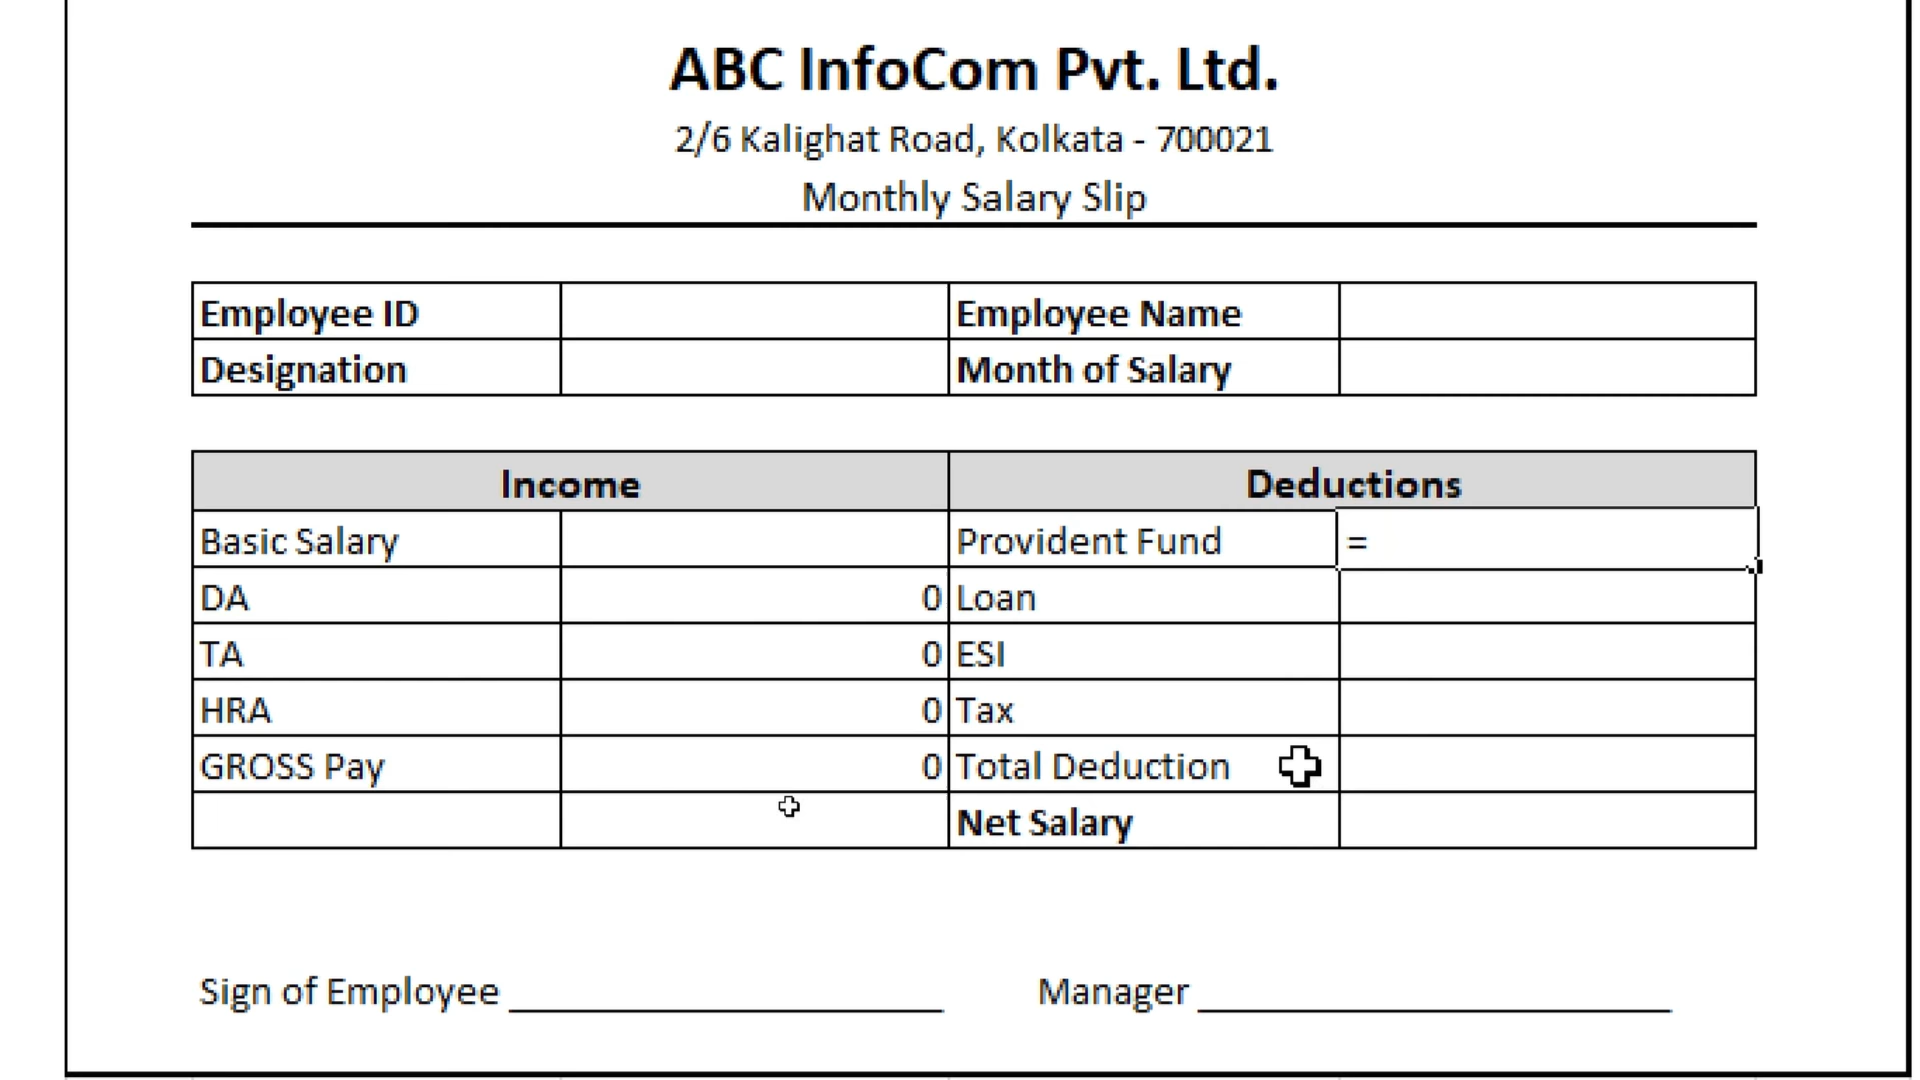 ABC InfoCom Pvt. Ltd.
2/6 Kalighat Road, Kolkata - 700021
Monthly Salary Slip
Employee ID Employee Name
Designation Month of Salary
Income Deductions
Basic Salary Provident Fund =
DA 0 Loan
TA 0 ESI
HRA 0 Tax
GROSS Pay 0 Total Deduction
Net Salary
Sign of Employee ____________________ Manager ____________________